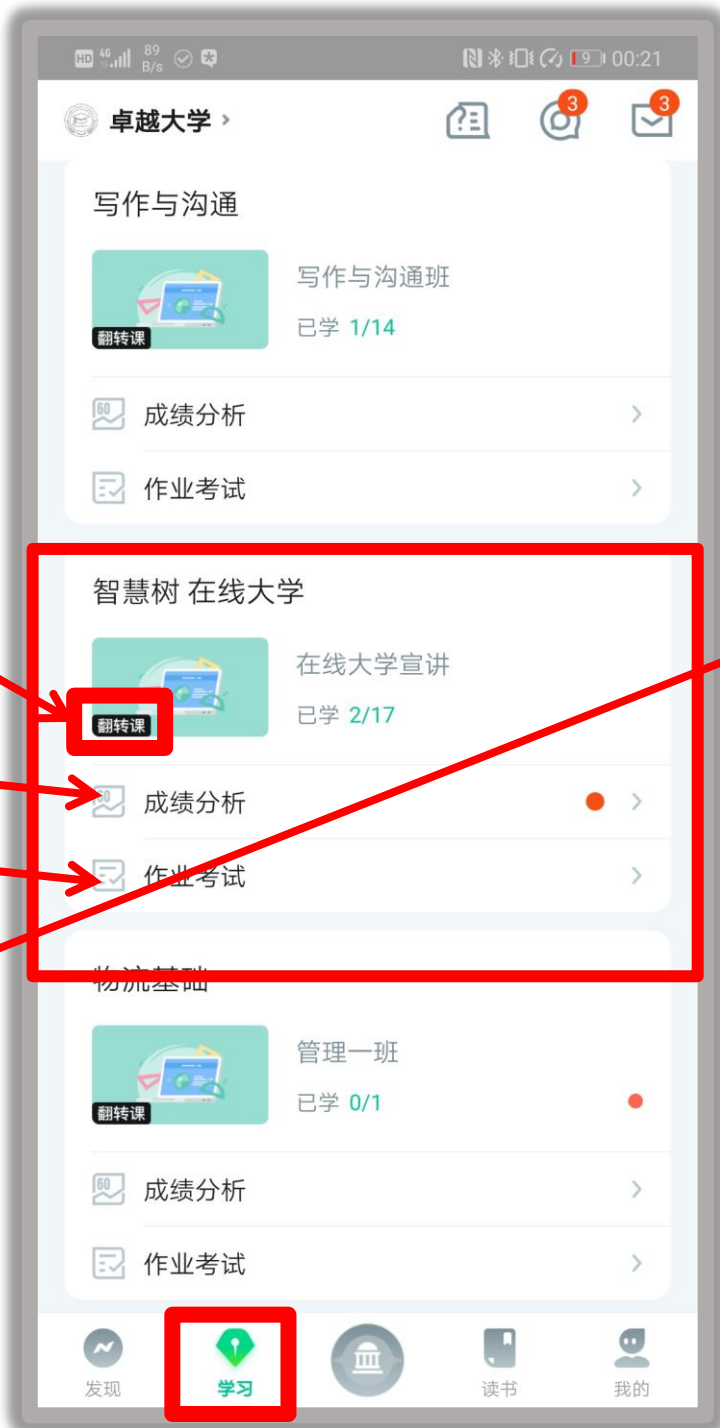 HD 4G 89 B/s 9 00:21
卓越大学 3 3
写作与沟通
写作与沟通班
翻转课
已学 1/14
60 成绩分析
作业考试
智慧树 在线大学
在线大学宣讲
翻转课
已学 2/17
60 成绩分析
作业考试
物流基础
管理一班
翻转课
已学 0/1
60 成绩分析
作业考试
发现 学习 读书 我的